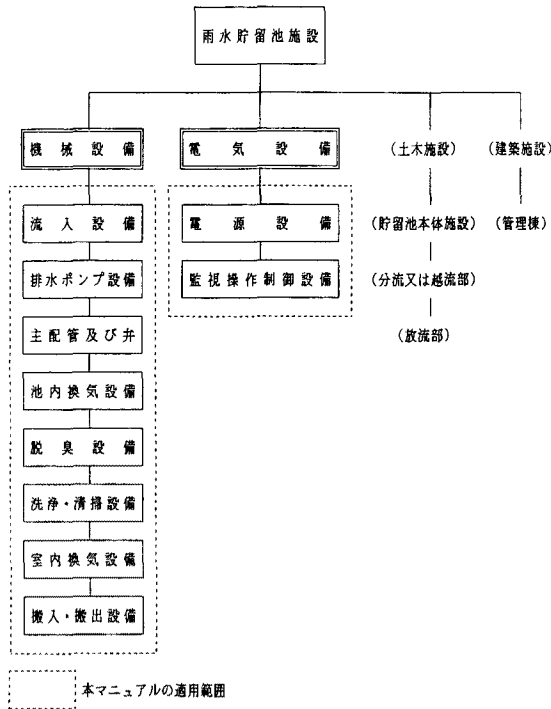 雨水貯留池施設
機械設備
電気設備
(土木施設)
(建築施設)
流入設備
電源設備
(貯留池本体施設)
(管理棟)
排水ポンプ設備
監視操作制御設備
(分流又は越流部)
主配管及び弁
(放流部)
池内換気設備
脱臭設備
洗浄・清掃設備
室内換気設備
搬入・搬出設備
本マニュアルの適用範囲